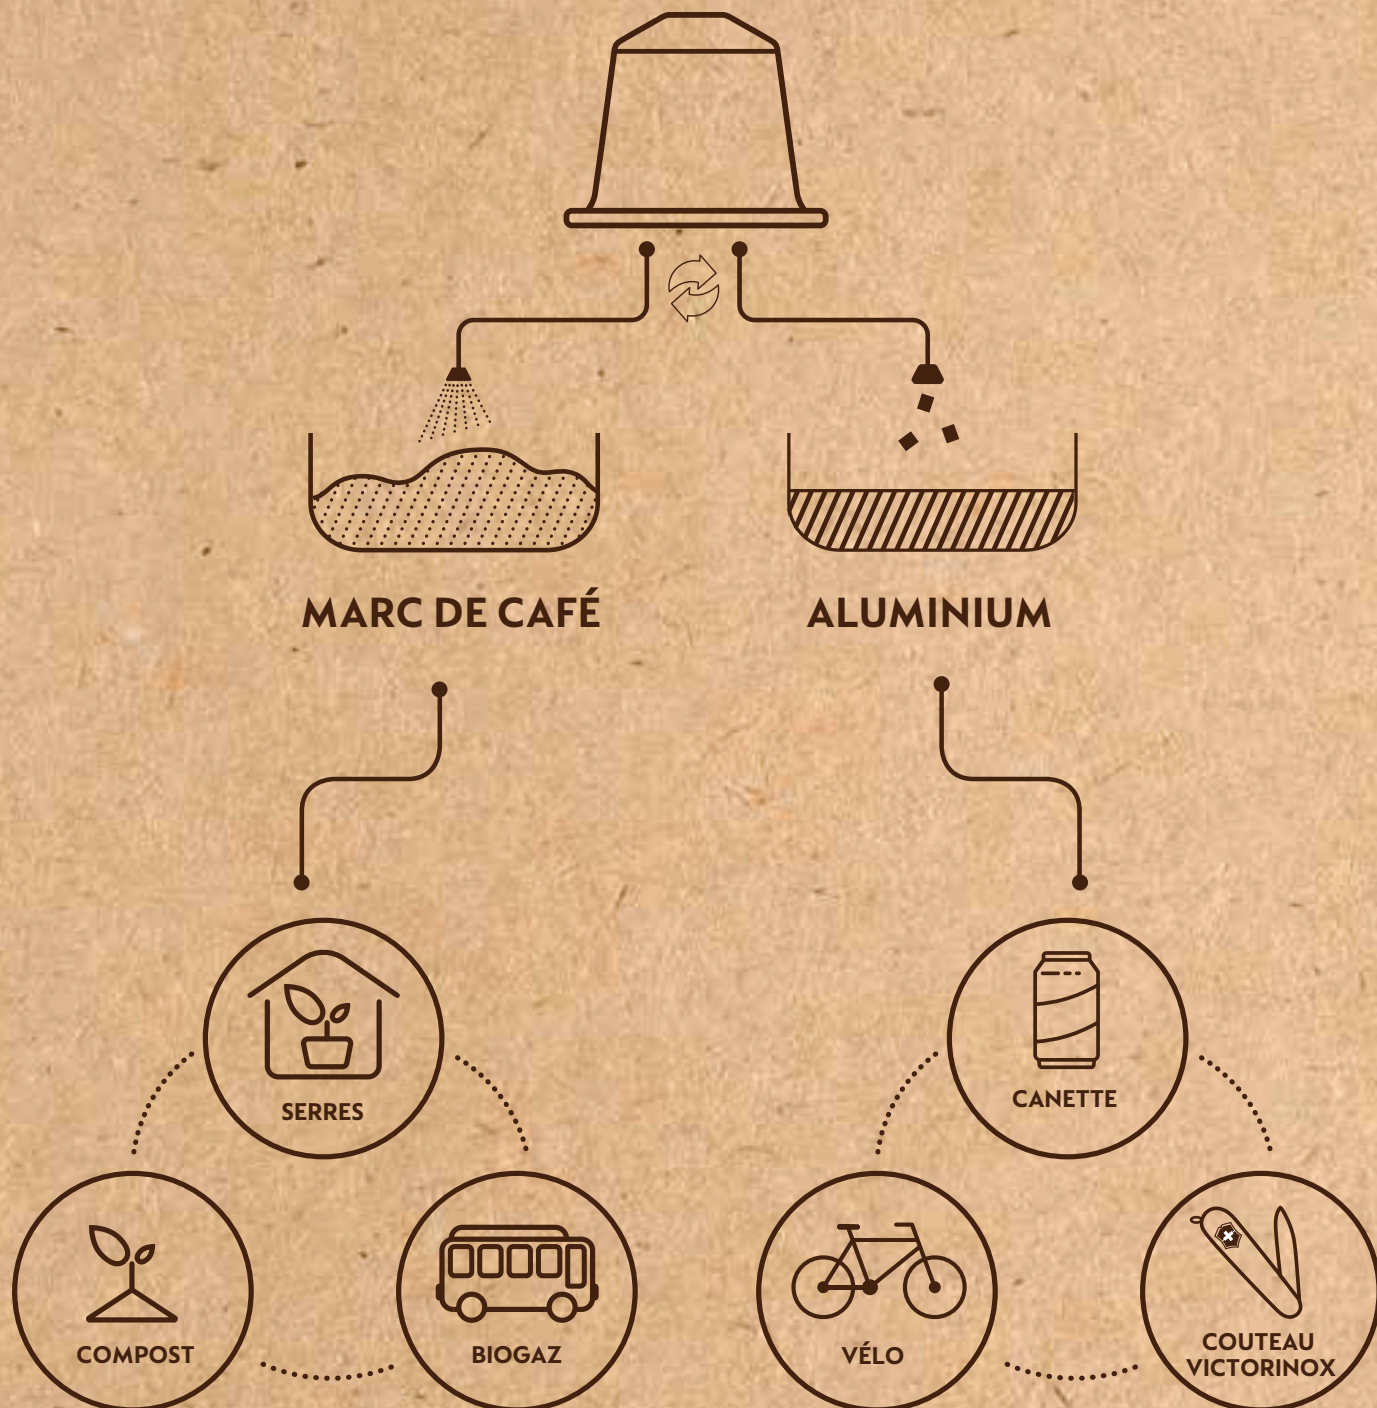 MARC DE CAFÉ
ALUMINIUM
SERRES
COMPOST
BIOGAZ
CANETTE
VÉLO
COUTEAU
VICTORINOX